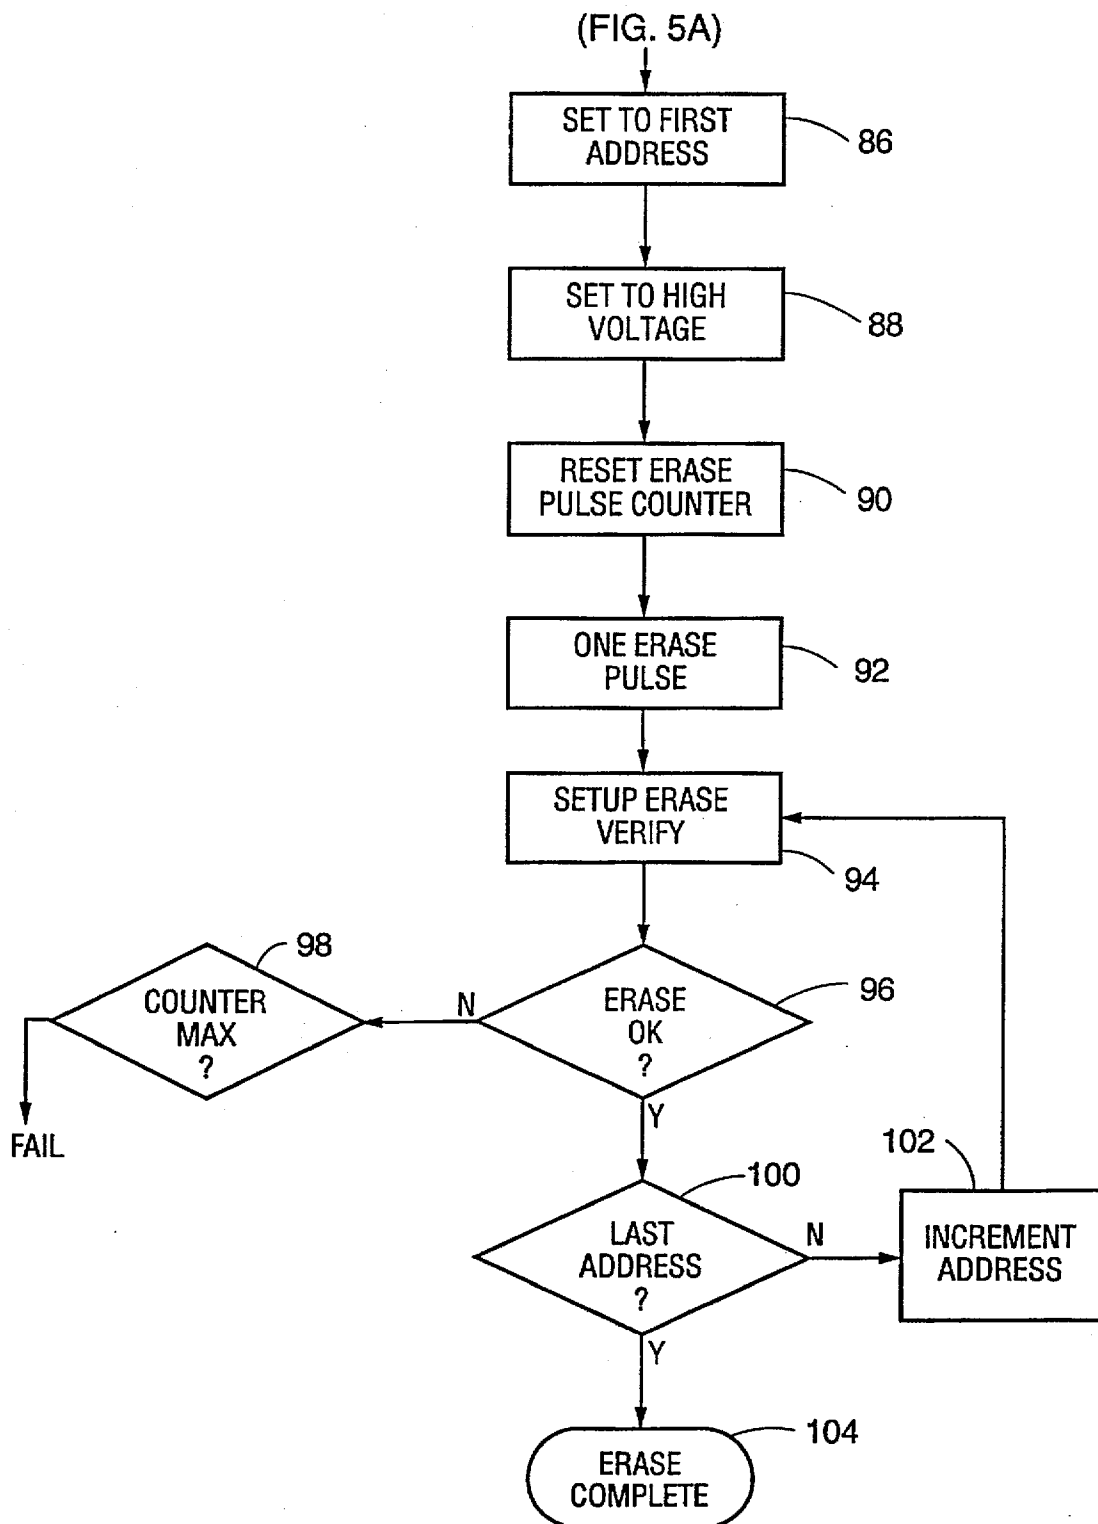 (FIG. 5A)
SET TO FIRST
ADDRESS
86
SET TO HIGH
VOLTAGE
88
RESET ERASE
PULSE COUNTER
90
ONE ERASE
PULSE
92
SETUP ERASE
VERIFY
94
98
COUNTER
MAX
?
N
ERASE
OK
?
96
FAIL
Y
102
100
LAST
ADDRESS
?
N
INCREMENT
ADDRESS
Y
104
ERASE
COMPLETE